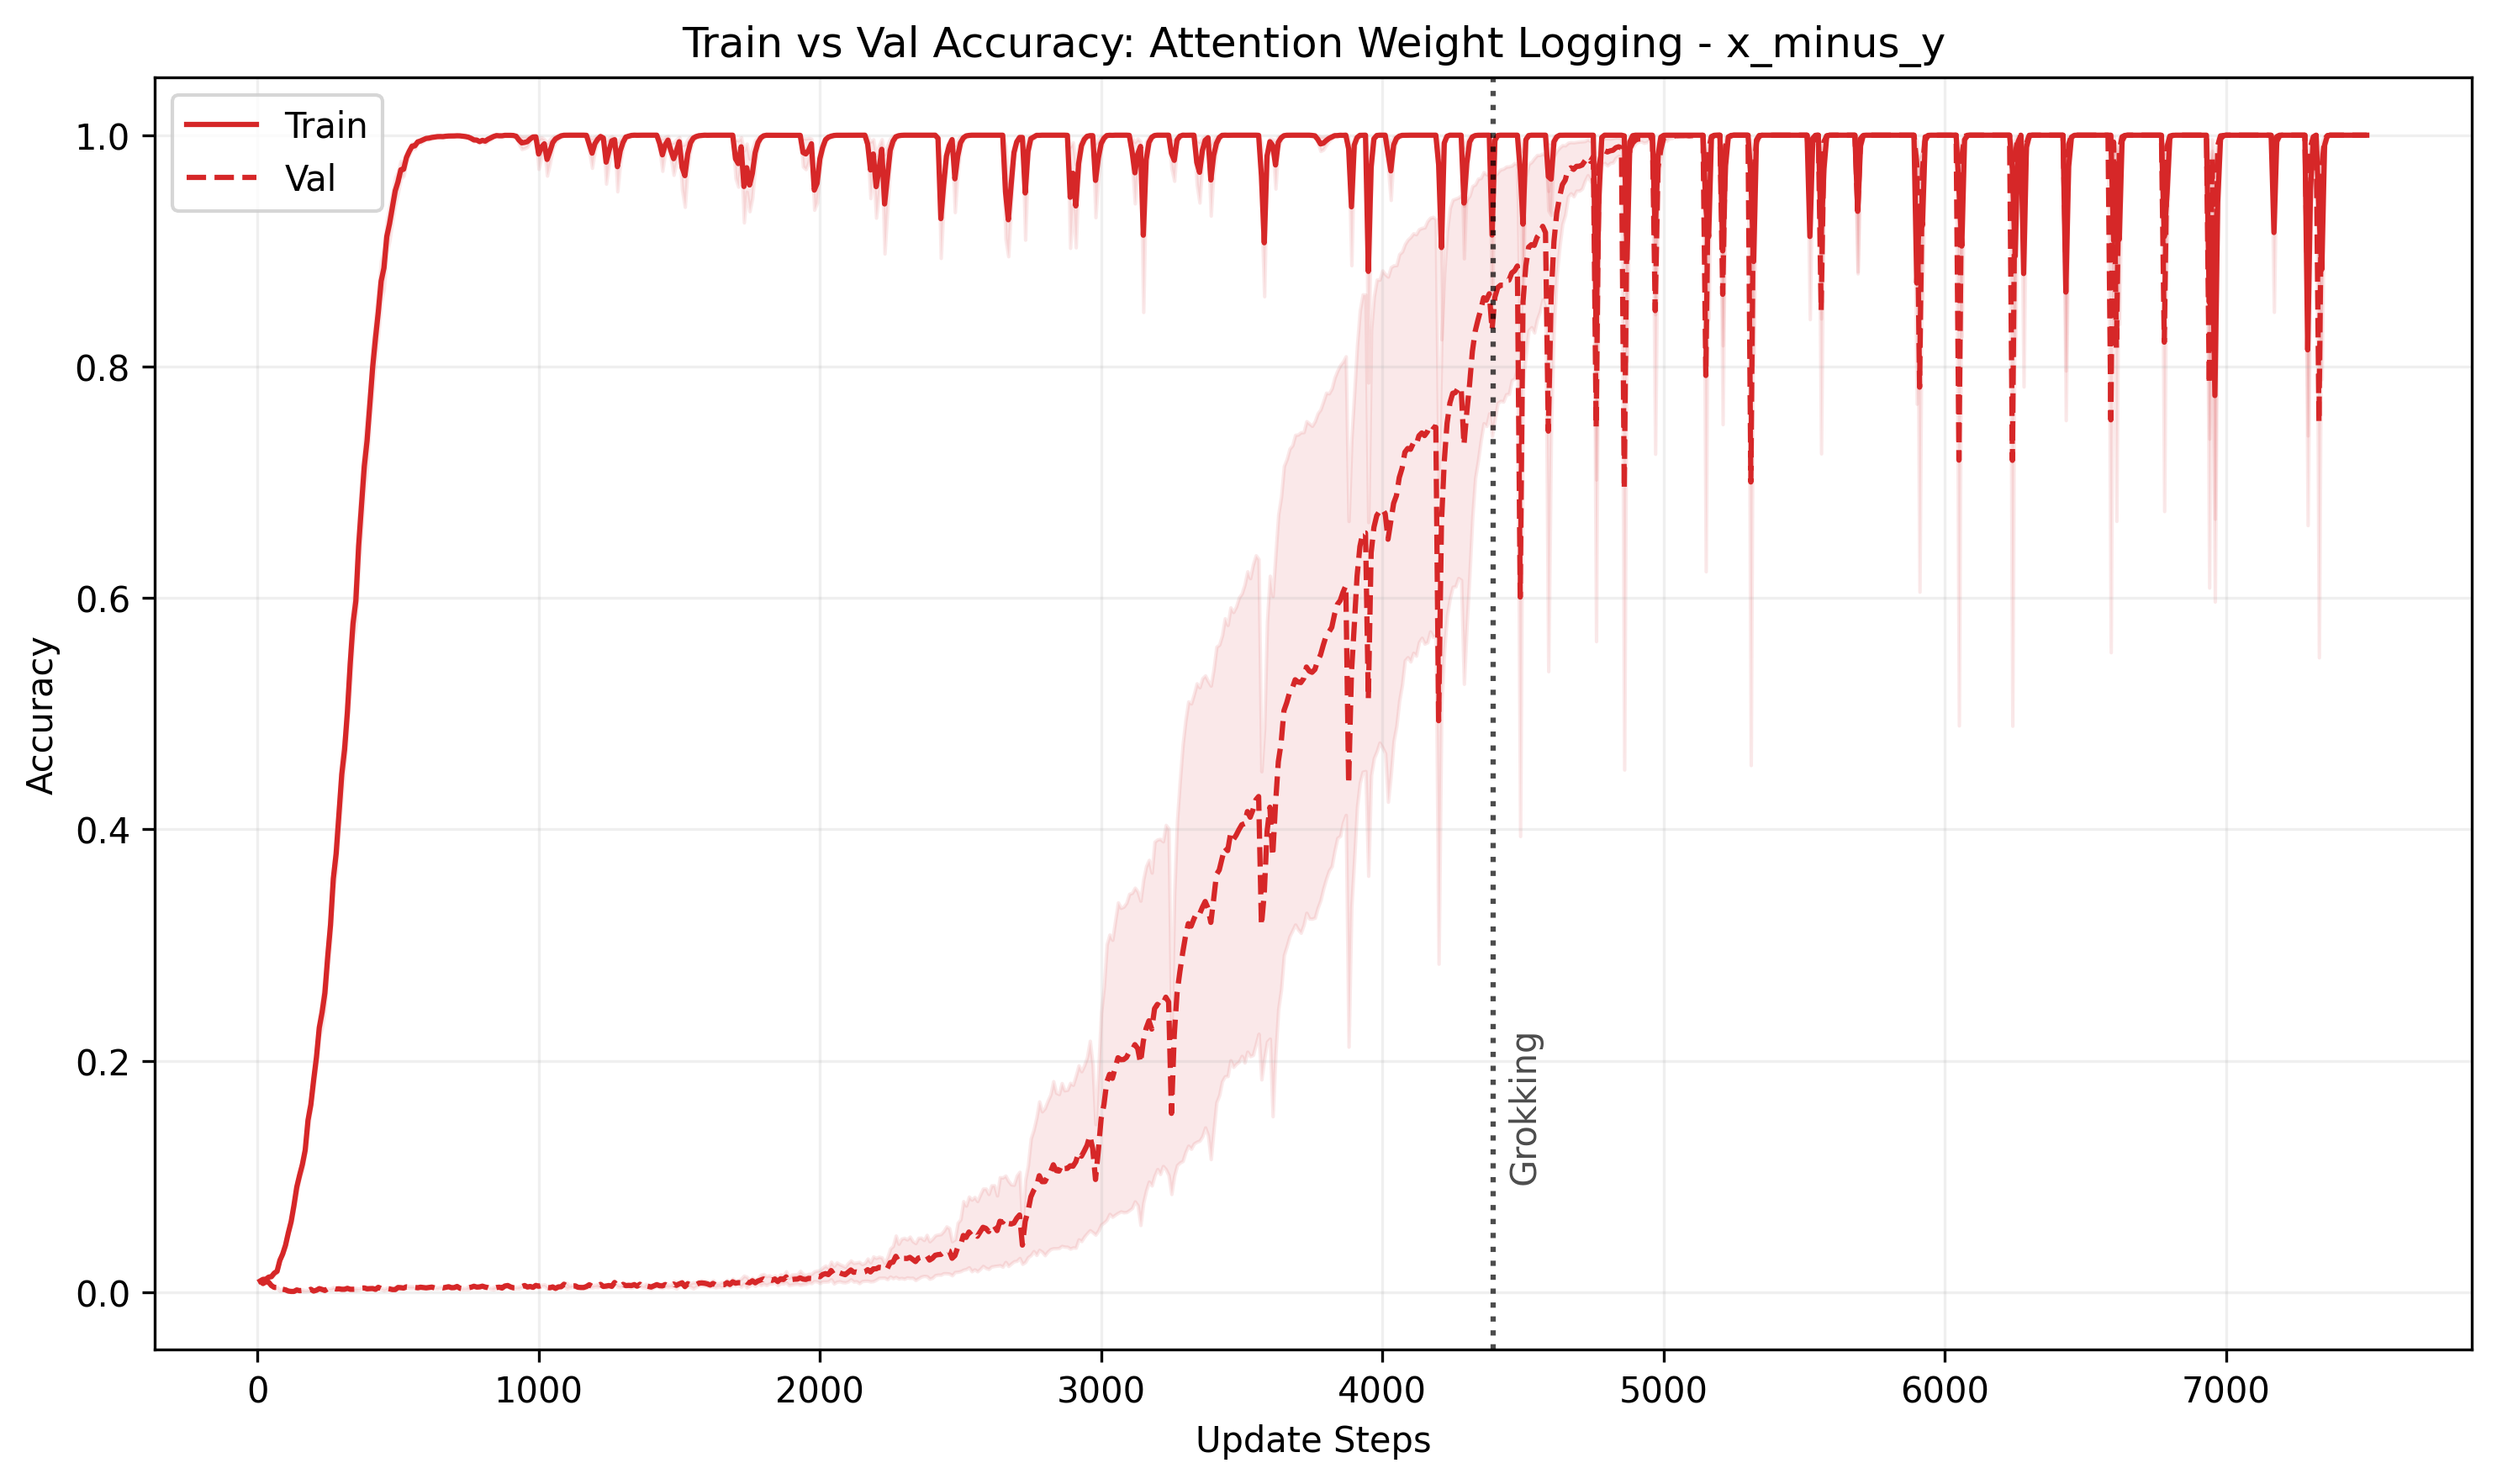 Train vs Val Accuracy: Attention Weight Logging - x_minus_y
Train
Val
1.0
0.8
0.6
0.4
0.2
0.0
Accuracy
Grokking
0 1000 2000 3000 4000 5000 6000 7000
Update Steps